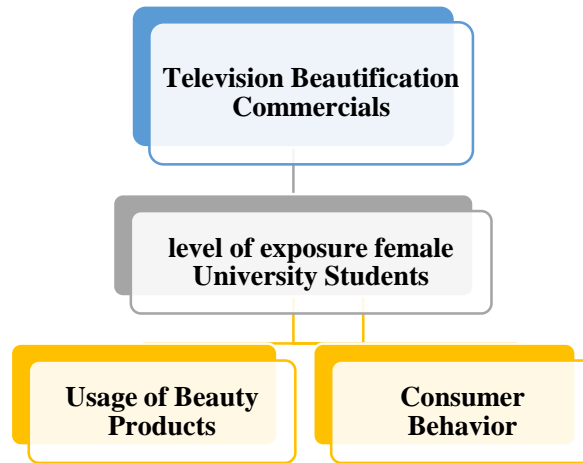 Television Beautification
Commercials
level of exposure female
University Students
Usage of Beauty
Products
Consumer
Behavior